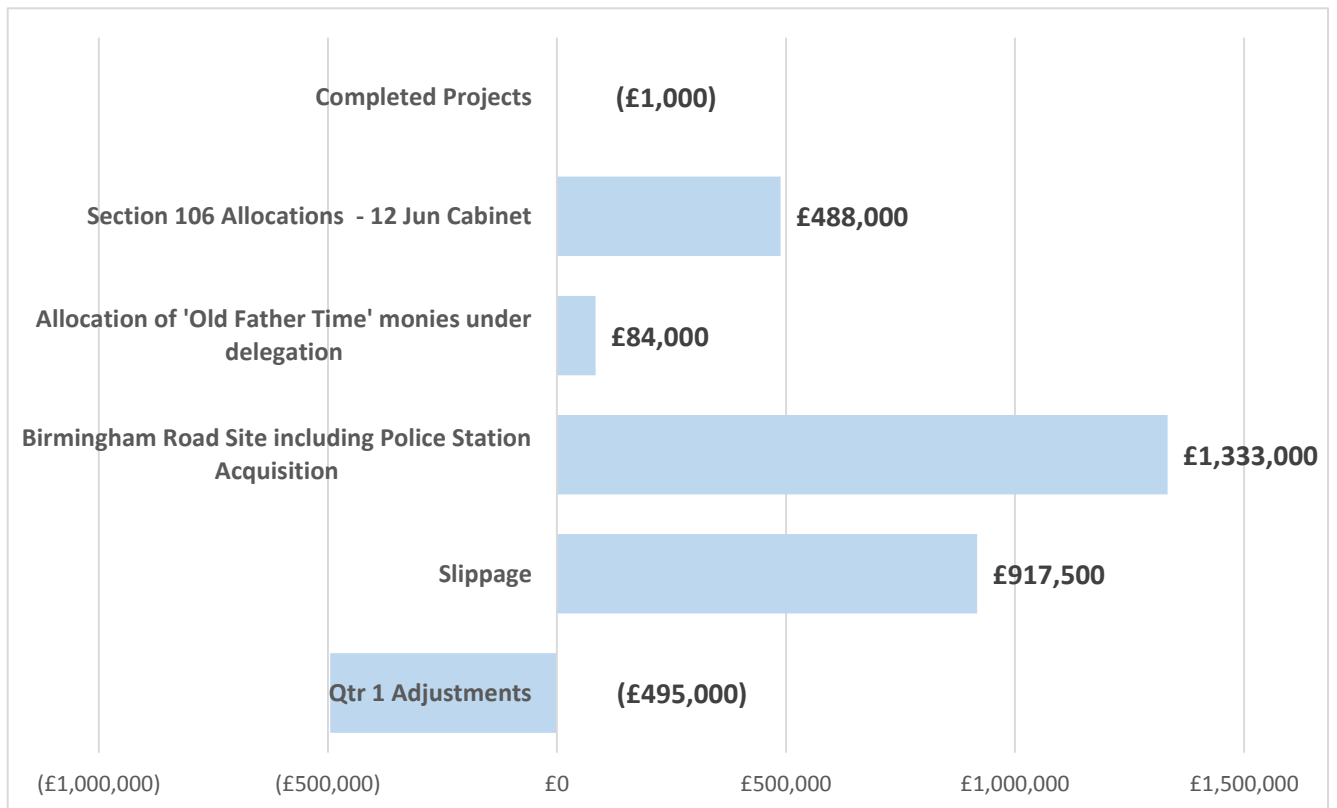 Completed Projects
(£1,000)
Section 106 Allocations  - 12 Jun Cabinet
£488,000
Allocation of 'Old Father Time' monies under
delegation
£84,000
Birmingham Road Site including Police Station
Acquisition
£1,333,000
Slippage
£917,500
Qtr 1 Adjustments
(£495,000)
(£1,000,000)
(£500,000)
£0
£500,000
£1,000,000
£1,500,000